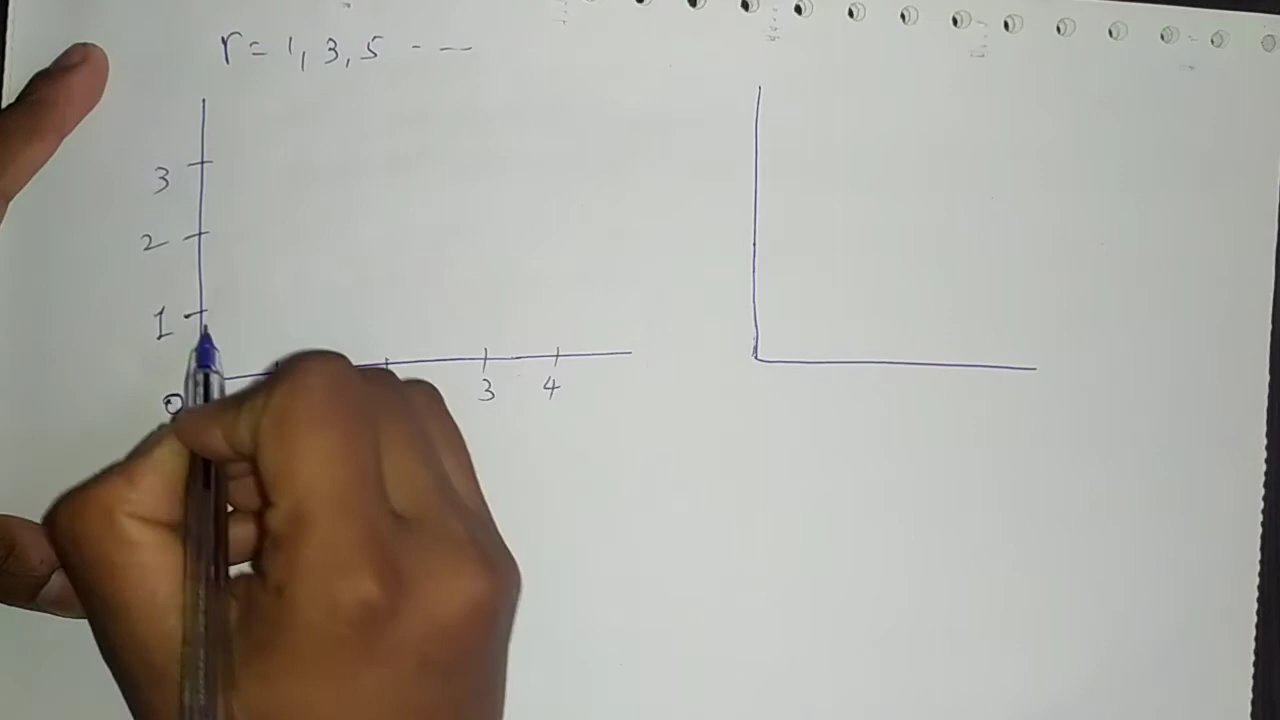 r = 1, 3, 5 - —
3
2
1
0 3 4